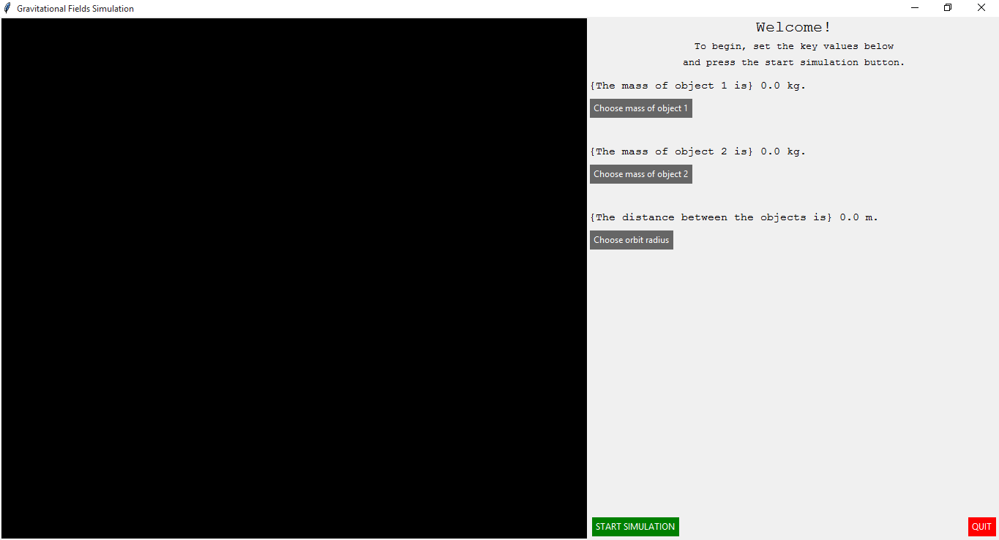 Gravitational Fields Simulation
Welcome!
To begin, set the key values below
and press the start simulation button.
{The mass of object 1 is} 0.0 kg.
Choose mass of object 1
{The mass of object 2 is} 0.0 kg.
Choose mass of object 2
{The distance between the objects is} 0.0 m.
Choose orbit radius
START SIMULATION
QUIT